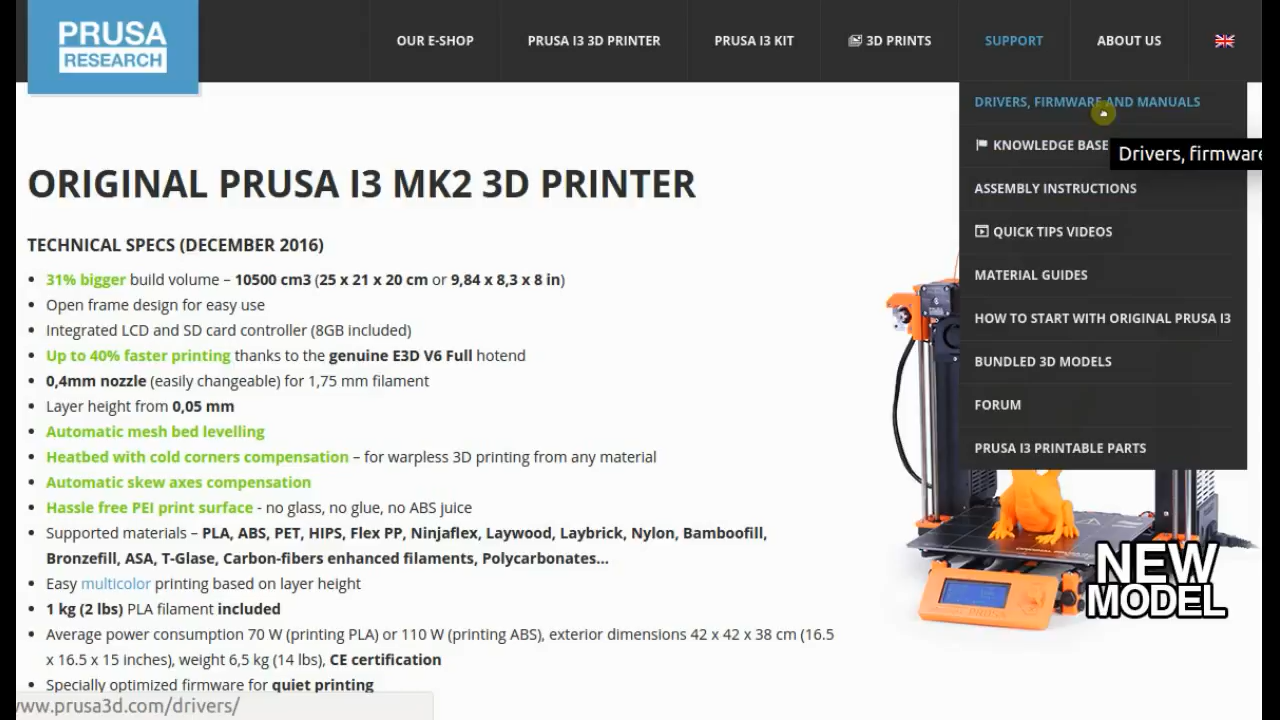 PRUSA
RESEARCH
OUR E-SHOP
PRUSA I3 3D PRINTER
PRUSA I3 KIT
3D PRINTS
SUPPORT
ABOUT US
DRIVERS, FIRMWARE AND MANUALS
KNOWLEDGE BASE
Drivers, firmware
ASSEMBLY INSTRUCTIONS
QUICK TIPS VIDEOS
MATERIAL GUIDES
HOW TO START WITH ORIGINAL PRUSA I3
BUNDLED 3D MODELS
FORUM
PRUSA I3 PRINTABLE PARTS
ORIGINAL PRUSA I3 MK2 3D PRINTER
TECHNICAL SPECS (DECEMBER 2016)
31% bigger build volume – 10500 cm3 (25 x 21 x 20 cm or 9,84 x 8,3 x 8 in)
Open frame design for easy use
Integrated LCD and SD card controller (8GB included)
Up to 40% faster printing thanks to the genuine E3D V6 Full hotend
0,4mm nozzle (easily changeable) for 1,75 mm filament
Layer height from 0,05 mm
Automatic mesh bed levelling
Heatbed with cold corners compensation – for warpless 3D printing from any material
Automatic skew axes compensation
Hassle free PEI print surface - no glass, no glue, no ABS juice
Supported materials – PLA, ABS, PET, HIPS, Flex PP, Ninjaflex, Laywood, Laybrick, Nylon, Bamboofill,
Bronzefill, ASA, T-Glase, Carbon-fibers enhanced filaments, Polycarbonates...
Easy multicolor printing based on layer height
1 kg (2 lbs) PLA filament included
Average power consumption 70 W (printing PLA) or 110 W (printing ABS), exterior dimensions 42 x 42 x 38 cm (16.5
x 16.5 x 15 inches), weight 6,5 kg (14 lbs), CE certification
Specially optimized firmware for quiet printing
NEW
MODEL
www.prusa3d.com/drivers/